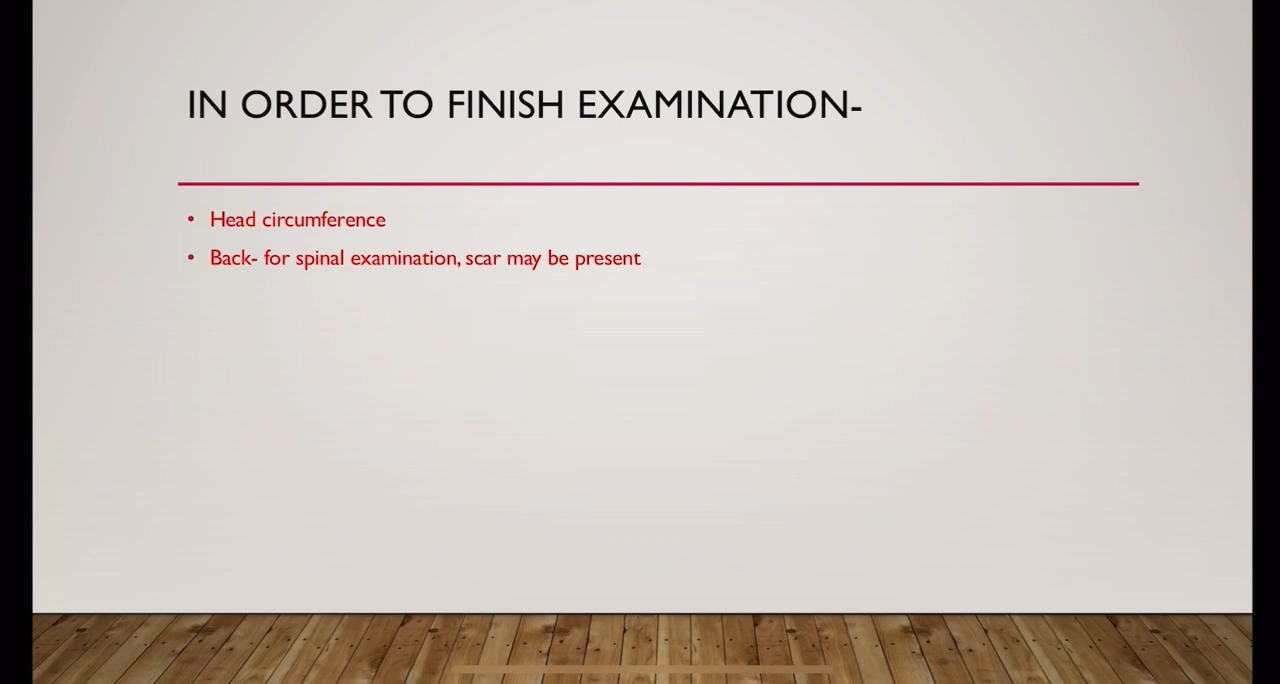 IN ORDER TO FINISH EXAMINATION-
• Head circumference
• Back- for spinal examination, scar may be present